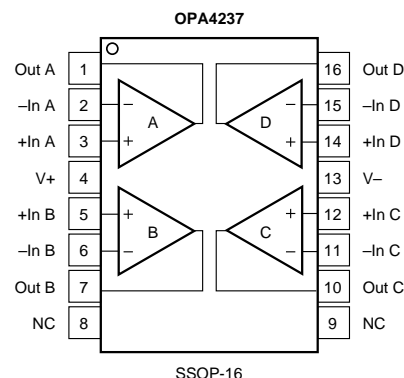 OPA4237
Out A 1 16 Out D
–In A 2 – – 15 –In D
+In A 3 + A D + 14 +In D
V+ 4 13 V–
+In B 5 + + 12 +In C
–In B 6 – B C – 11 –In C
Out B 7 10 Out C
NC 8 9 NC
SSOP-16